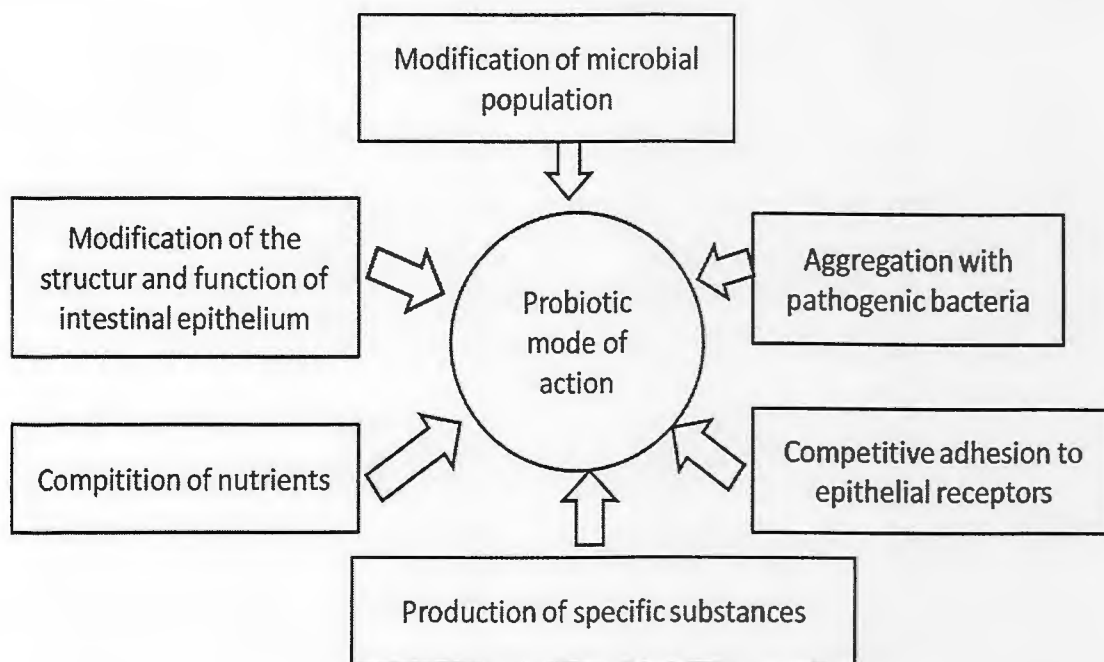 Modification of microbial
population
Modification of the
structur and function of
intestinal epithelium
Aggregation with
pathogenic bacteria
Probiotic
mode of
action
Compitition of nutrients
Competitive adhesion to
epithelial receptors
Production of specific substances